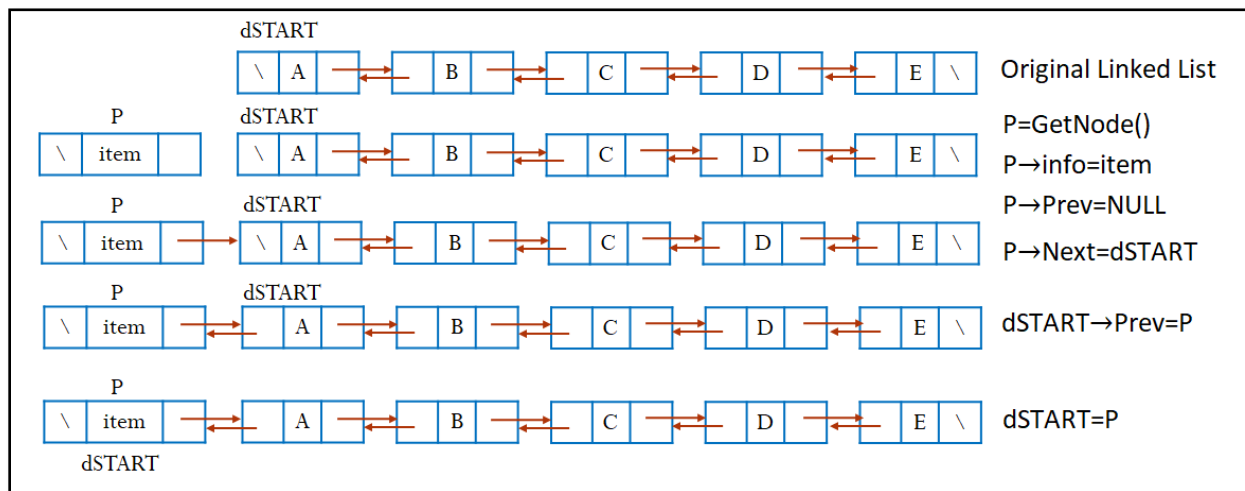 dSTART
\ A B C D E \ Original Linked List
P dSTART P=GetNode()
\ item \ A B C D E \ P→info=item
P dSTART P→Prev=NULL
\ item \ A B C D E \ P→Next=dSTART
P dSTART
\ item A B C D E \ dSTART→Prev=P
P
\ item A B C D E \ dSTART=P
dSTART